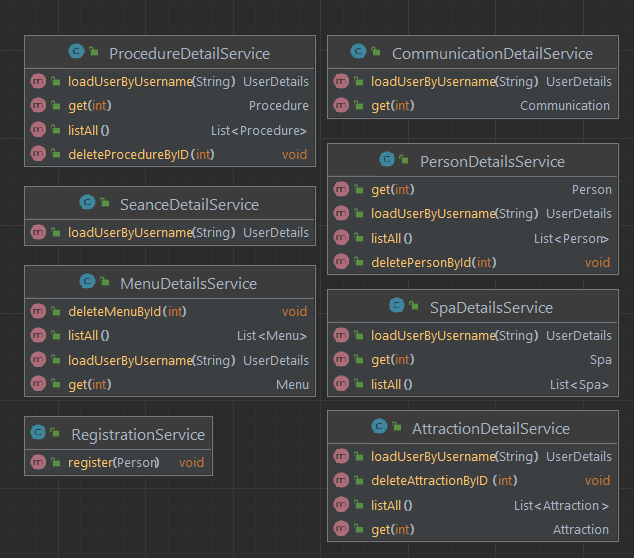 ProcedureDetailService
loadUserByUsername(String) UserDetails
get(int) Procedure
listAll() List<Procedure>
deleteProcedureByID(int) void
SeanceDetailService
loadUserByUsername(String) UserDetails
MenuDetailsService
deleteMenuById(int) void
listAll() List<Menu>
loadUserByUsername(String) UserDetails
get(int) Menu
RegistrationService
register(Person) void
CommunicationDetailService
loadUserByUsername(String) UserDetails
get(int) Communication
PersonDetailsService
get(int) Person
loadUserByUsername(String) UserDetails
listAll() List<Person>
deletePersonById(int) void
SpaDetailsService
loadUserByUsername(String) UserDetails
get(int) Spa
listAll() List<Spa>
AttractionDetailService
loadUserByUsername(String) UserDetails
deleteAttractionByID (int) void
listAll() List<Attraction>
get(int) Attraction